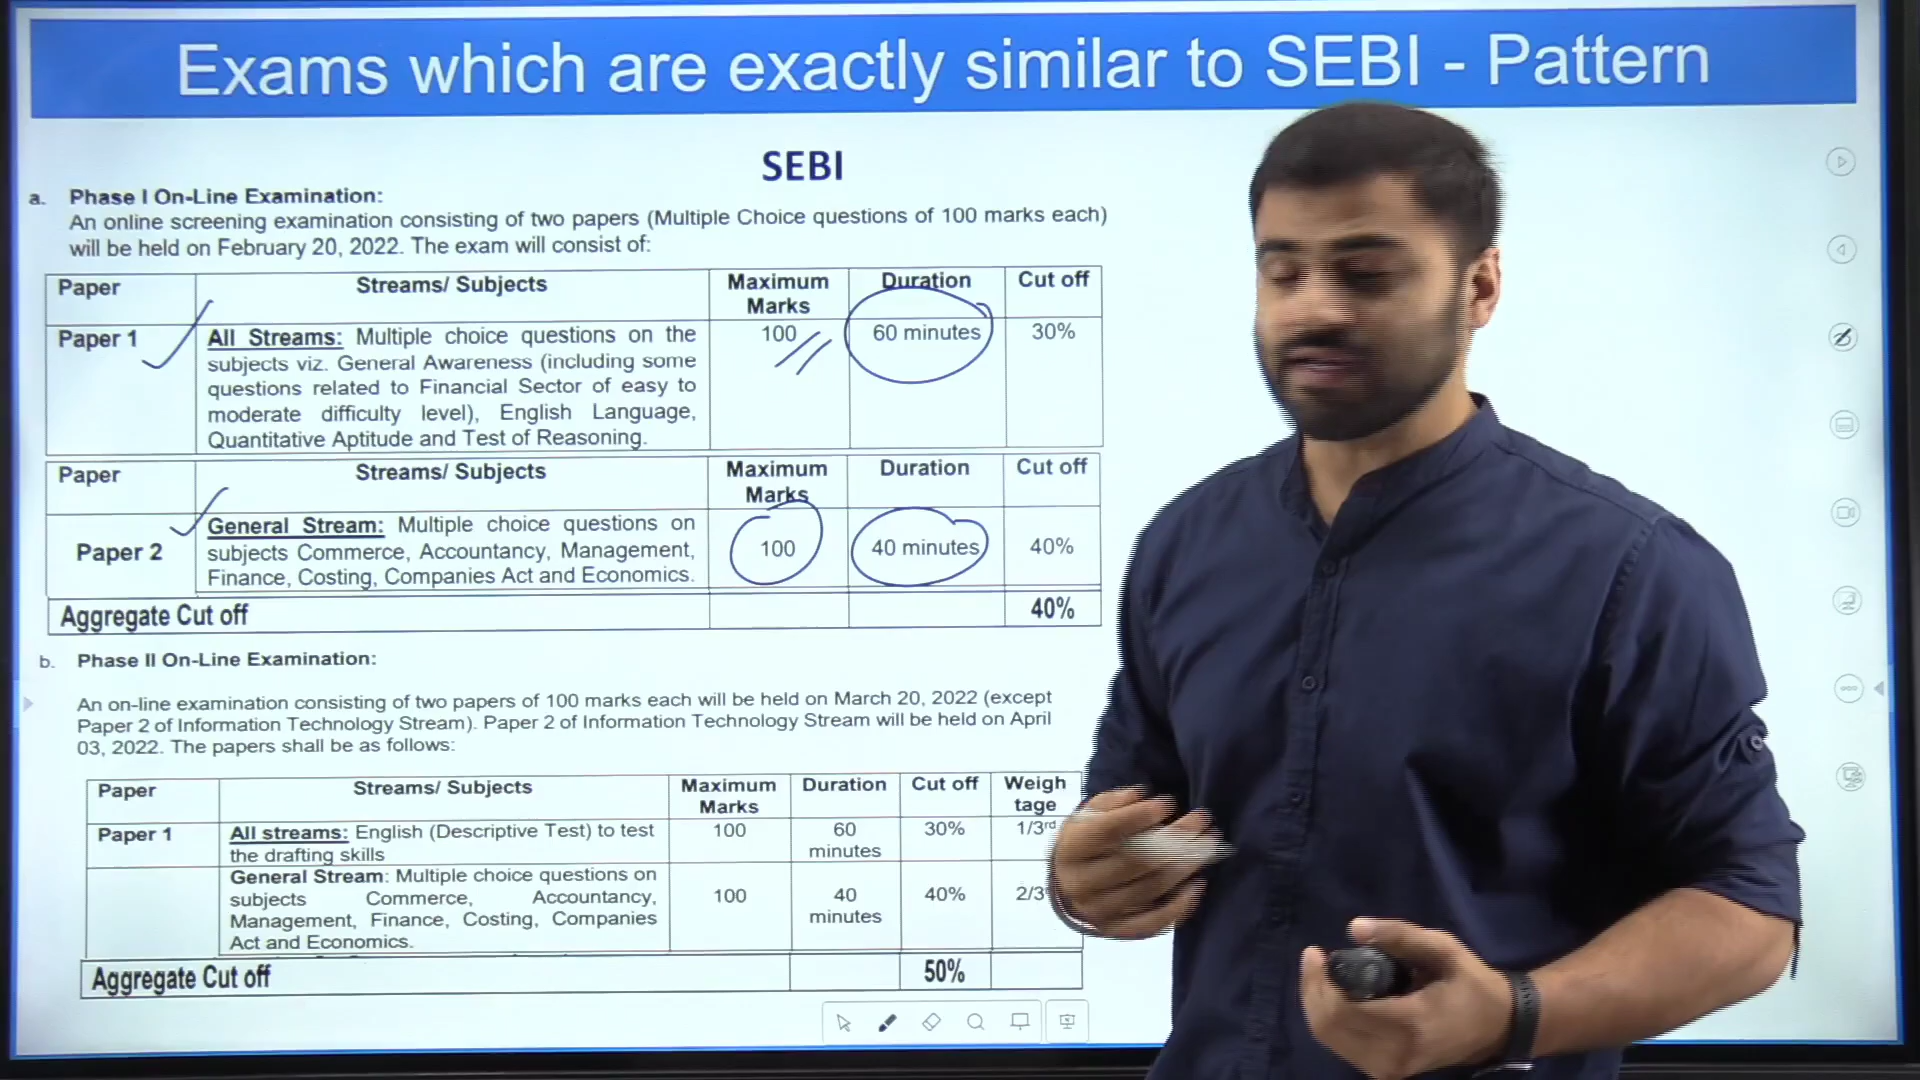 Exams which are exactly similar to SEBI - Pattern
SEBI
a. Phase I On-Line Examination:
An online screening examination consisting of two papers (Multiple Choice questions of 100 marks each)
will be held on February 20, 2022. The exam will consist of:
Paper Streams/ Subjects Maximum Marks Duration Cut off
Paper 1 All Streams: Multiple choice questions on the 100 60 minutes 30%
subjects viz. General Awareness (including some
questions related to Financial Sector of easy to
moderate difficulty level), English Language,
Quantitative Aptitude and Test of Reasoning.
Paper Streams/ Subjects Maximum Marks Duration Cut off
General Stream: Multiple choice questions on
Paper 2 subjects Commerce, Accountancy, Management, 100 40 minutes 40%
Finance, Costing, Companies Act and Economics.
Aggregate Cut off 40%
b. Phase II On-Line Examination:
An on-line examination consisting of two papers of 100 marks each will be held on March 20, 2022 (except
Paper 2 of Information Technology Stream). Paper 2 of Information Technology Stream will be held on April
03, 2022. The papers shall be as follows:
Paper Streams/ Subjects Maximum Marks Duration Cut off Weigh tage
Paper 1 All streams: English (Descriptive Test) to test 100 60 minutes 30% 1/3rd
the drafting skills
General Stream: Multiple choice questions on
subjects Commerce, Accountancy, 100 40 minutes 40% 2/3
Management, Finance, Costing, Companies
Act and Economics.
Aggregate Cut off 50%